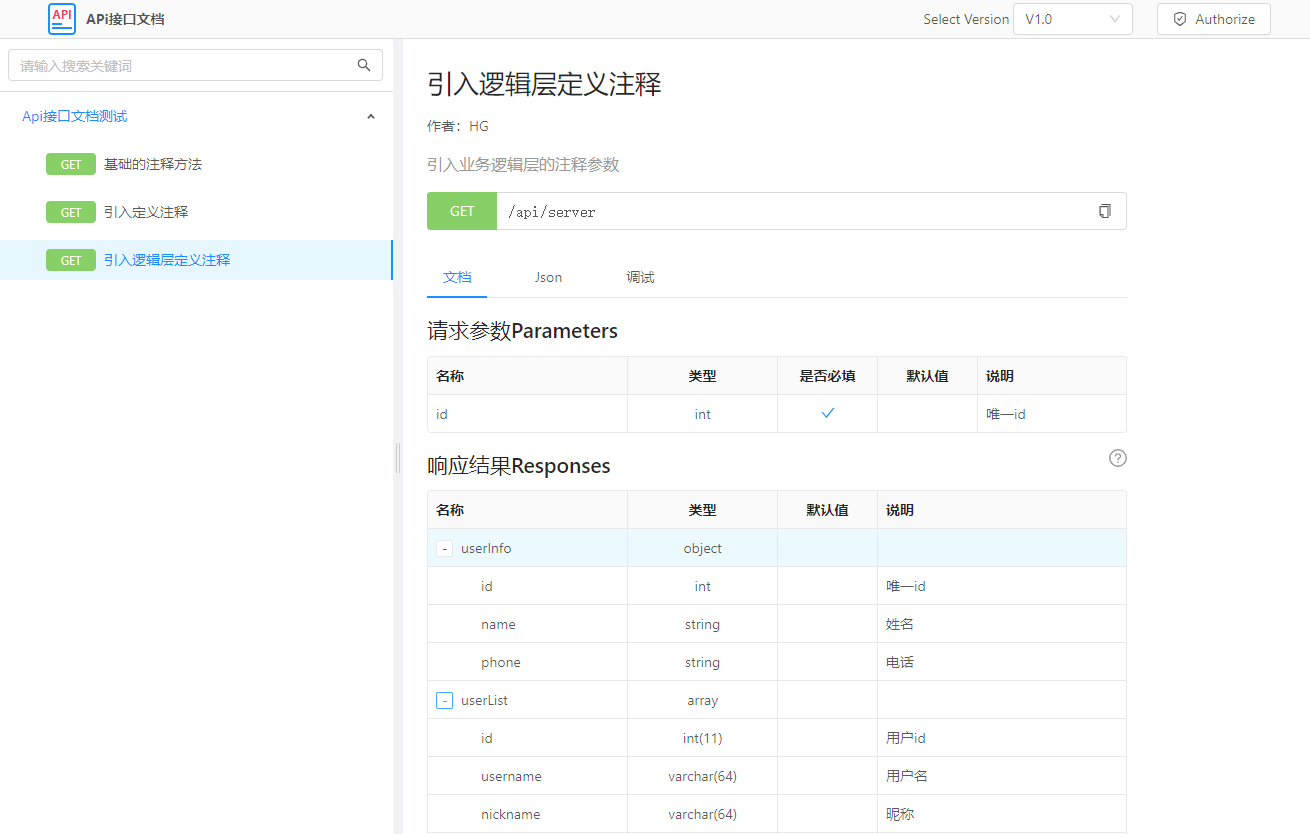 API APi接口文档 Select Version V1.0 Authorize
请输入搜索关键词
Api接口文档测试
GET 基础的注释方法
GET 引入定义注释
GET 引入逻辑层定义注释
引入逻辑层定义注释
作者：HG
引入业务逻辑层的注释参数
GET /api/server
文档 Json 调试
请求参数Parameters
名称 类型 是否必填 默认值 说明
id int 唯一id
响应结果Responses
名称 类型 默认值 说明
- userInfo object
id int 唯一id
name string 姓名
phone string 电话
- userList array
id int(11) 用户id
username varchar(64) 用户名
nickname varchar(64) 昵称